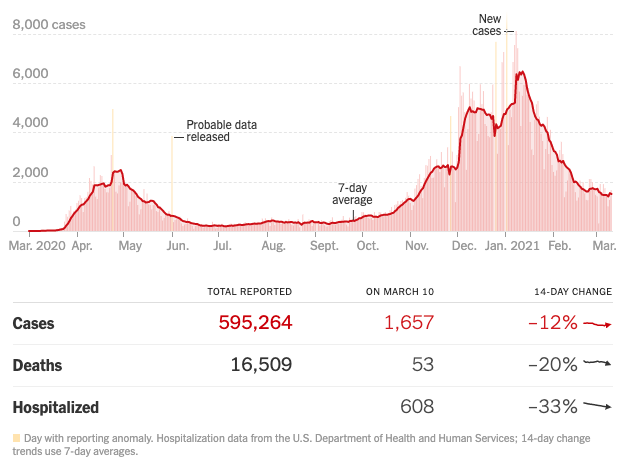 8,000 cases
New
cases
6,000
4,000
Probable data
released
2,000
7-day
average
0
Mar. 2020 Apr. May Jun. Jul. Aug. Sept. Oct. Nov. Dec. Jan. 2021 Feb. Mar.
TOTAL REPORTED ON MARCH 10 14-DAY CHANGE
Cases 595,264 1,657 –12%
Deaths 16,509 53 –20%
Hospitalized 608 –33%
Day with reporting anomaly. Hospitalization data from the U.S. Department of Health and Human Services; 14-day change
trends use 7-day averages.